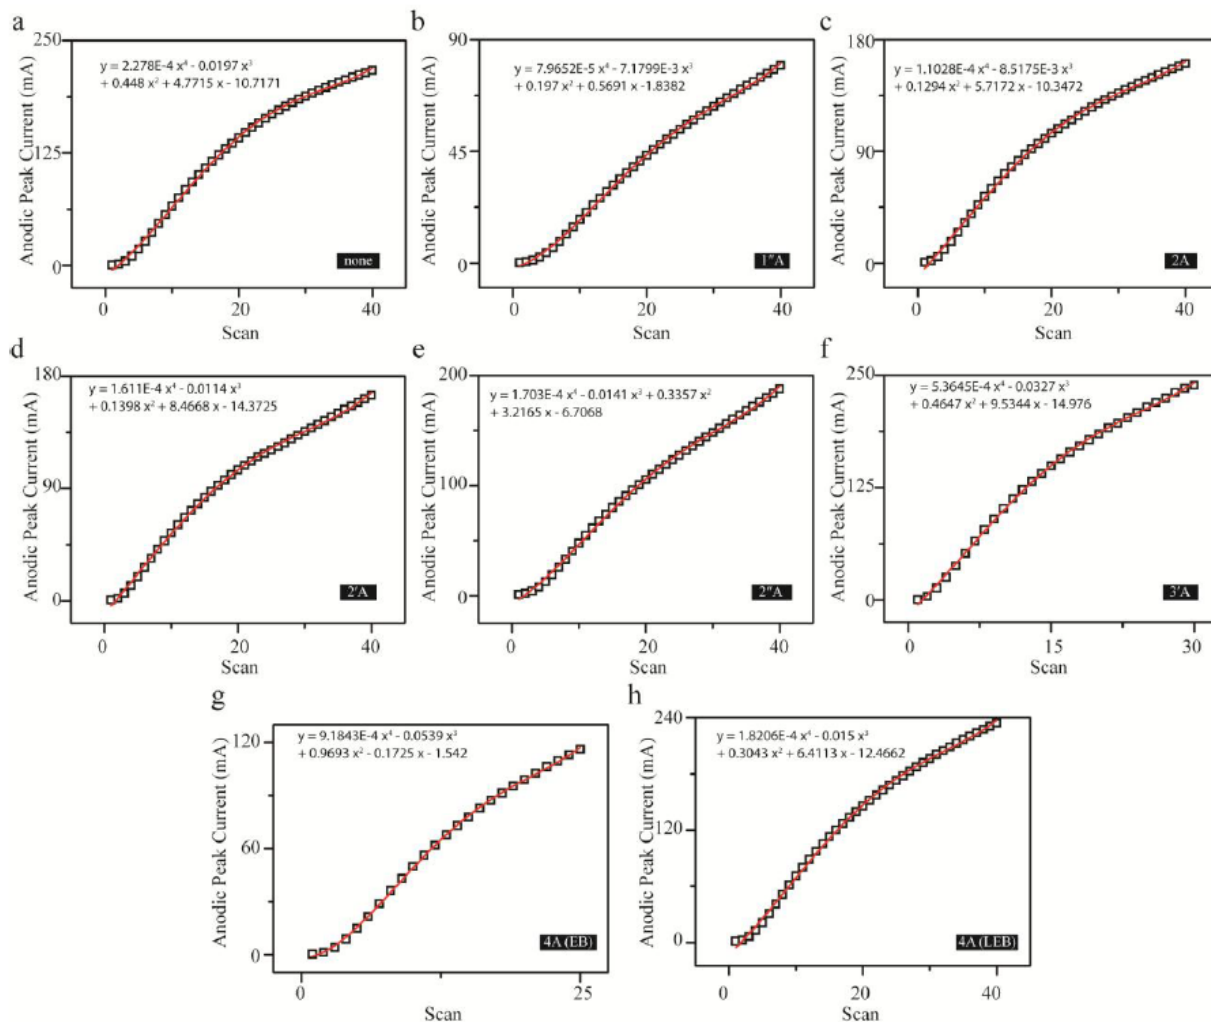 a
250
y = 2.278E-4 x⁴ - 0.0197 x³
+ 0.448 x² + 4.7715 x - 10.7171
125
0
none
0 20 40
Scan
Anodic Peak Current (mA)
b
90
y = 7.9652E-5 x⁴ - 7.1799E-3 x³
+ 0.197 x² + 0.5691 x -1.8382
45
0
1"A
0 20 40
Scan
Anodic Peak Current (mA)
c
180
y = 1.1028E-4 x⁴ - 8.5175E-3 x³
+ 0.1294 x² + 5.7172 x - 10.3472
90
0
2A
0 20 40
Scan
Anodic Peak Current (mA)
d
180
y = 1.611E-4 x⁴ - 0.0114 x³
+ 0.1398 x² + 8.4668 x - 14.3725
90
0
2'A
0 20 40
Scan
Anodic Peak Current (mA)
e
200
y = 1.703E-4 x⁴ - 0.0141 x³ + 0.3357 x²
+ 3.2165 x - 6.7068
100
0
2"A
0 20 40
Scan
Anodic Peak Current (mA)
f
250
y = 5.3645E-4 x⁴ - 0.0327 x³
+ 0.4647 x² + 9.5344 x - 14.976
125
0
3'A
0 15 30
Scan
Anodic Peak Current (mA)
g
y = 9.1843E-4 x⁴ - 0.0539 x³
120
+ 0.9693 x² - 0.1725 x - 1.542
60
0
4A (EB)
0 25
Scan
Anodic Peak Current (mA)
h
240
y = 1.8206E-4 x⁴ - 0.015 x³
+ 0.3043 x² + 6.4113 x - 12.4662
120
0
4A (LEB)
0 20 40
Scan
Anodic Peak Current (mA)